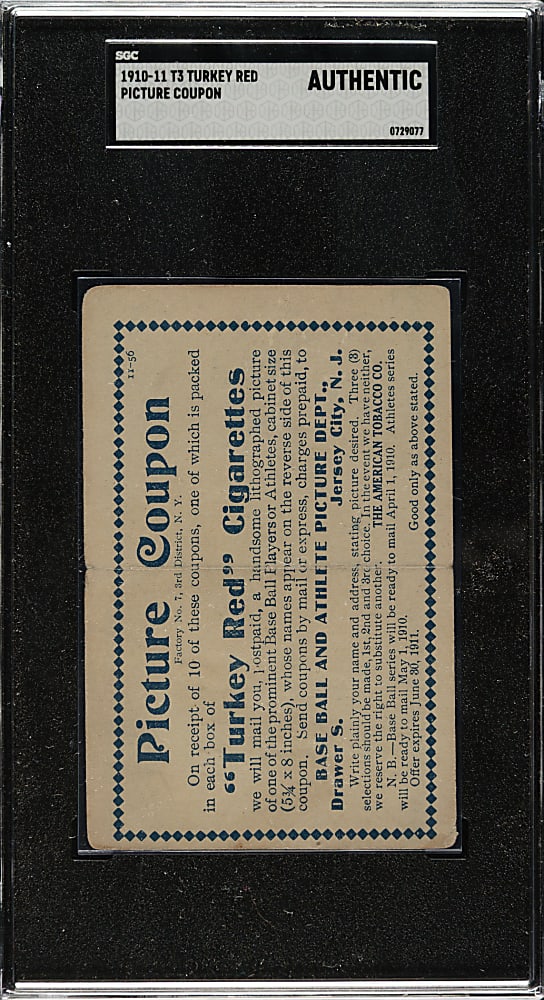 SGC
1910-11 T3 TURKEY RED
PICTURE COUPON
AUTHENTIC
0729077
11-56
Picture Coupon
Factory No. 7, 3rd District, N. Y.
On receipt of 10 of these coupons, one of which is packed
in each box of
"Turkey Red" Cigarettes
we will mail you, postpaid, a handsome lithographed picture
of one of the prominent Base Ball Players or Athletes, cabinet size
(5¾ x 8 inches), whose names appear on the reverse side of this
coupon. Send coupons by mail or express, charges prepaid, to
BASE BALL AND ATHLETE PICTURE DEPT.,
Drawer S. Jersey City, N. J.
Write plainly your name and address, stating picture desired. Three (3)
selections should be made, 1st, 2nd and 3rd choice. In the event we have neither,
we reserve the right to substitute another. THE AMERICAN TOBACCO CO.
N. B.—Base Ball series will be ready to mail April 1, 1910. Athletes series
will be ready to mail May 1, 1910.
Offer expires June 30, 1911. Good only as above stated.